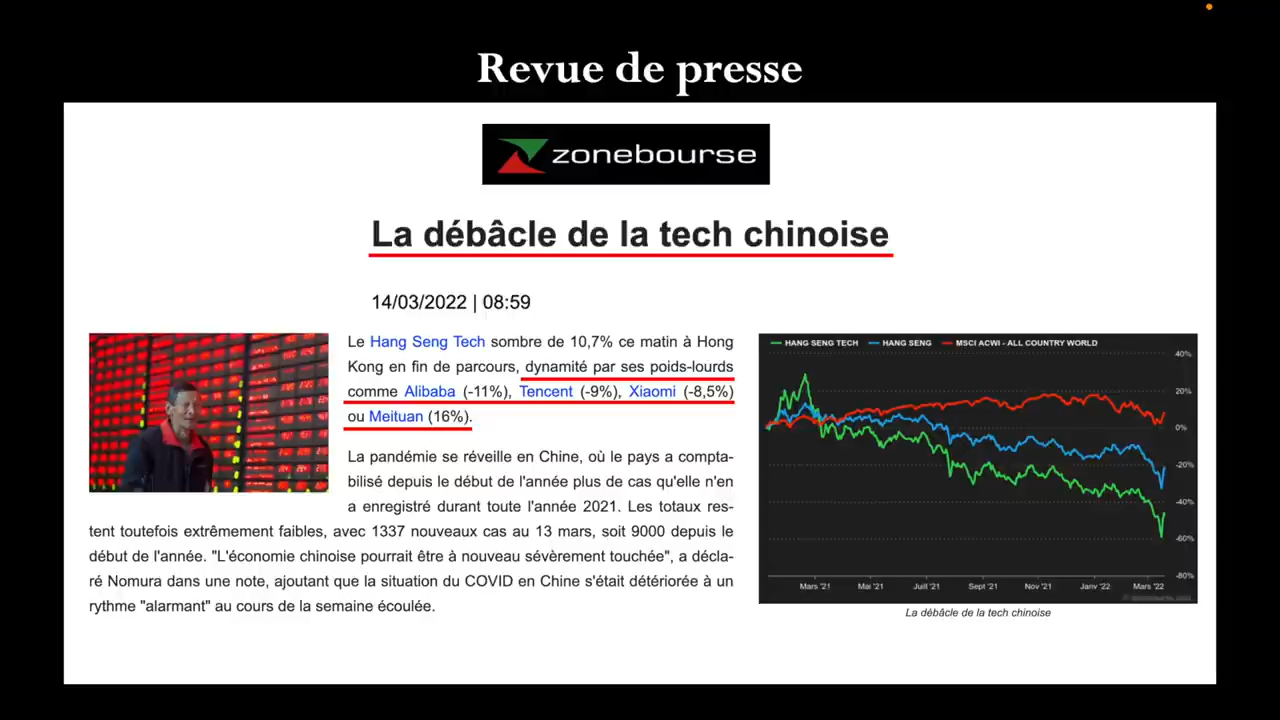 Revue de presse
zonebourse
La débâcle de la tech chinoise
14/03/2022 | 08:59
Le Hang Seng Tech sombre de 10,7% ce matin à Hong
Kong en fin de parcours, dynamité par ses poids-lourds
comme Alibaba (-11%), Tencent (-9%), Xiaomi (-8,5%)
ou Meituan (16%).
La pandémie se réveille en Chine, où le pays a compta-
bilisé depuis le début de l'année plus de cas qu'elle n'en
a enregistré durant toute l'année 2021. Les totaux res-
tent toutefois extrêmement faibles, avec 1337 nouveaux cas au 13 mars, soit 9000 depuis le
début de l'année. "L'économie chinoise pourrait être à nouveau sévèrement touchée", a décla-
ré Nomura dans une note, ajoutant que la situation du COVID en Chine s'était détériorée à un
rythme "alarmant" au cours de la semaine écoulée.
HANG SENG TECH HANG SENG MSCI ACWI - ALL COUNTRY WORLD
40%
20%
0%
-20%
-40%
-60%
-80%
Mars '21 Mai '21 Juill '21 Sept '21 Nov '21 Janv '22 Mars '22
La débâcle de la tech chinoise